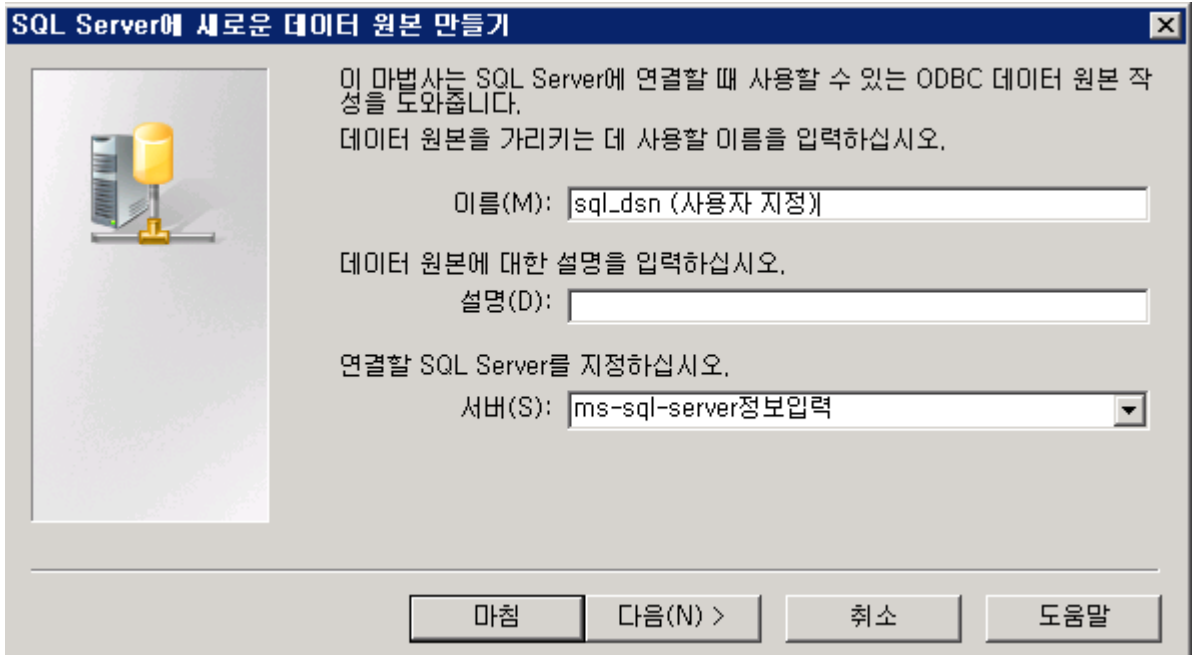 SQL Server에 새로운 데이터 원본 만들기
이 마법사는 SQL Server에 연결할 때 사용할 수 있는 ODBC 데이터 원본 작
성을 도와줍니다.
데이터 원본을 가리키는 데 사용할 이름을 입력하십시오.
이름(M): sql_dsn (사용자 지정)
데이터 원본에 대한 설명을 입력하십시오.
설명(D):
연결할 SQL Server를 지정하십시오.
서버(S): ms-sql-server정보입력
마침 다음(N) > 취소 도움말